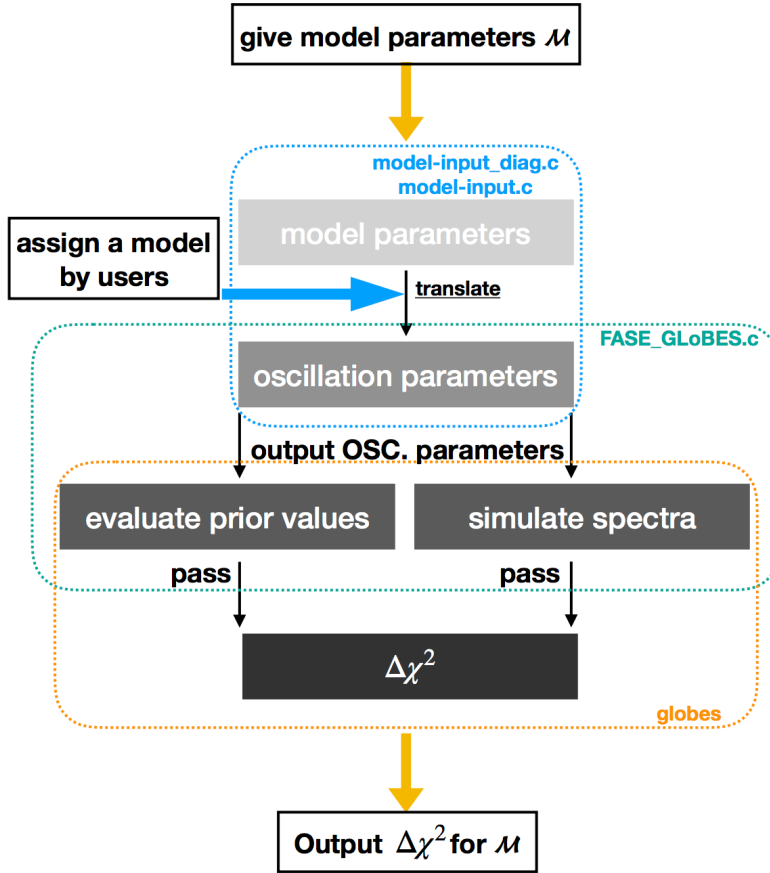 give model parameters 𝓜
model-input_diag.c
model-input.c
model parameters
assign a model
by users
translate
FASE_GLoBES.c
oscillation parameters
output OSC. parameters
evaluate prior values
simulate spectra
pass
pass
Δχ²
globes
Output Δχ² for 𝓜